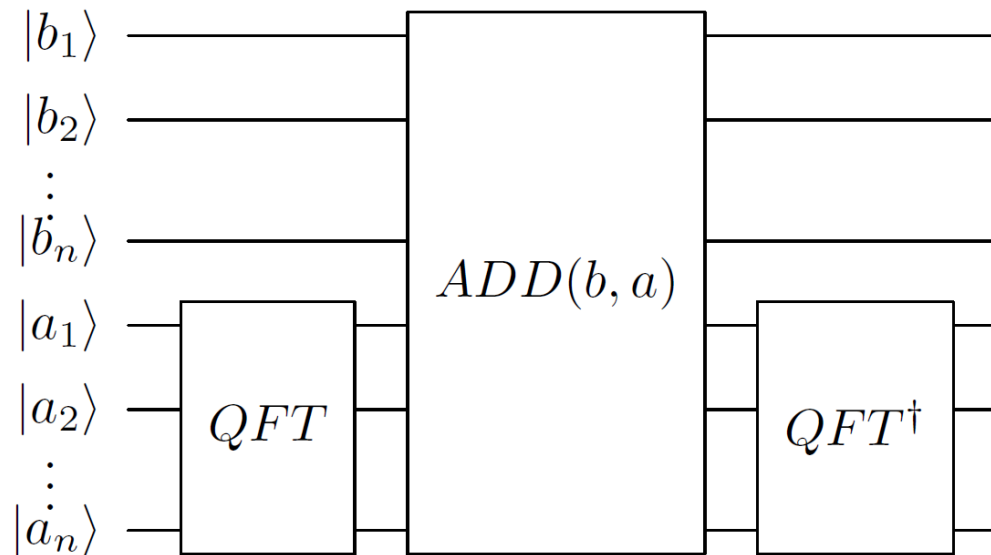 |b₁⟩
|b₂⟩
⋮
|bₙ⟩
ADD(b, a)
|a₁⟩
|a₂⟩
QFT
QFT†
⋮
|aₙ⟩